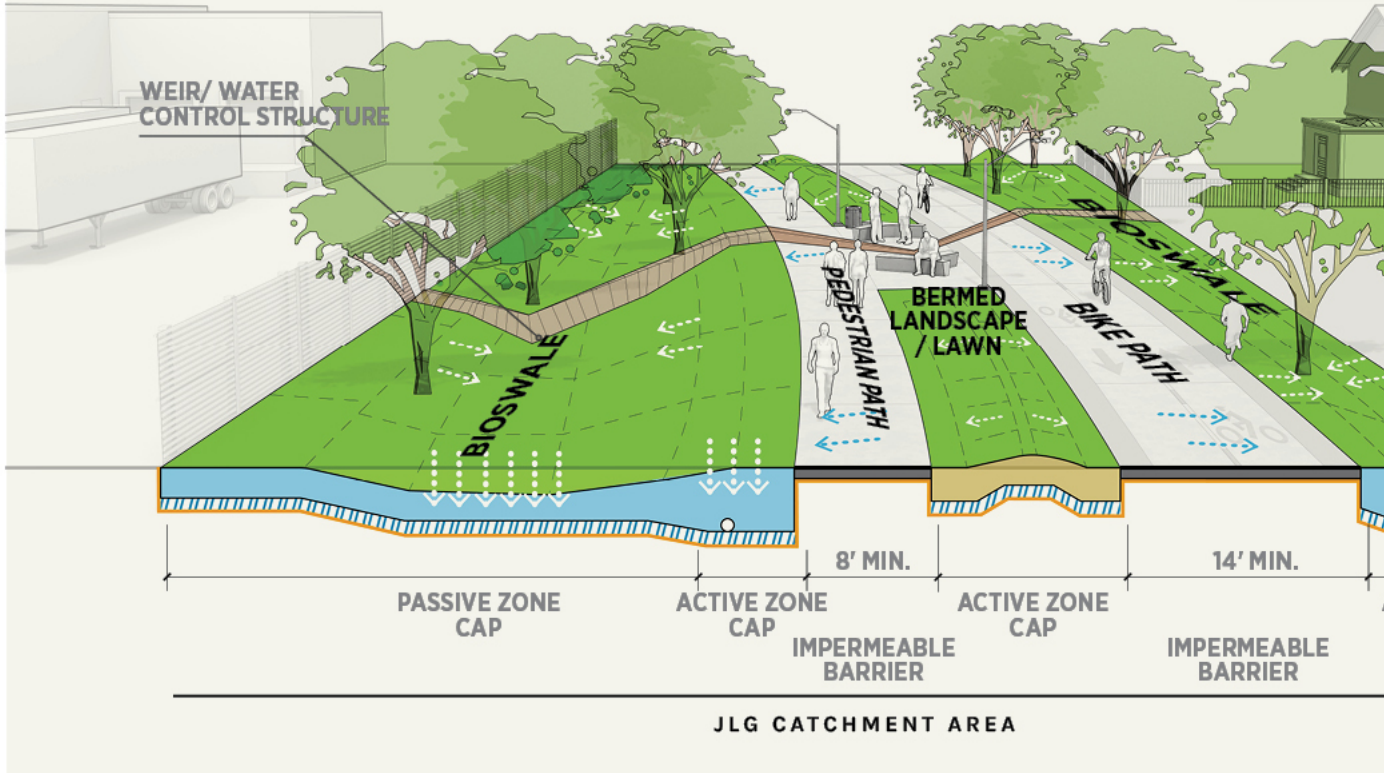 WEIR/ WATER
CONTROL STRUCTURE
BIOSWALE
PEDESTRIAN PATH
BERMED
LANDSCAPE
/ LAWN
BIKE PATH
BIOSWALE
8' MIN.
14' MIN.
PASSIVE ZONE
CAP
ACTIVE ZONE
CAP
IMPERMEABLE
BARRIER
ACTIVE ZONE
CAP
IMPERMEABLE
BARRIER
JLG CATCHMENT AREA